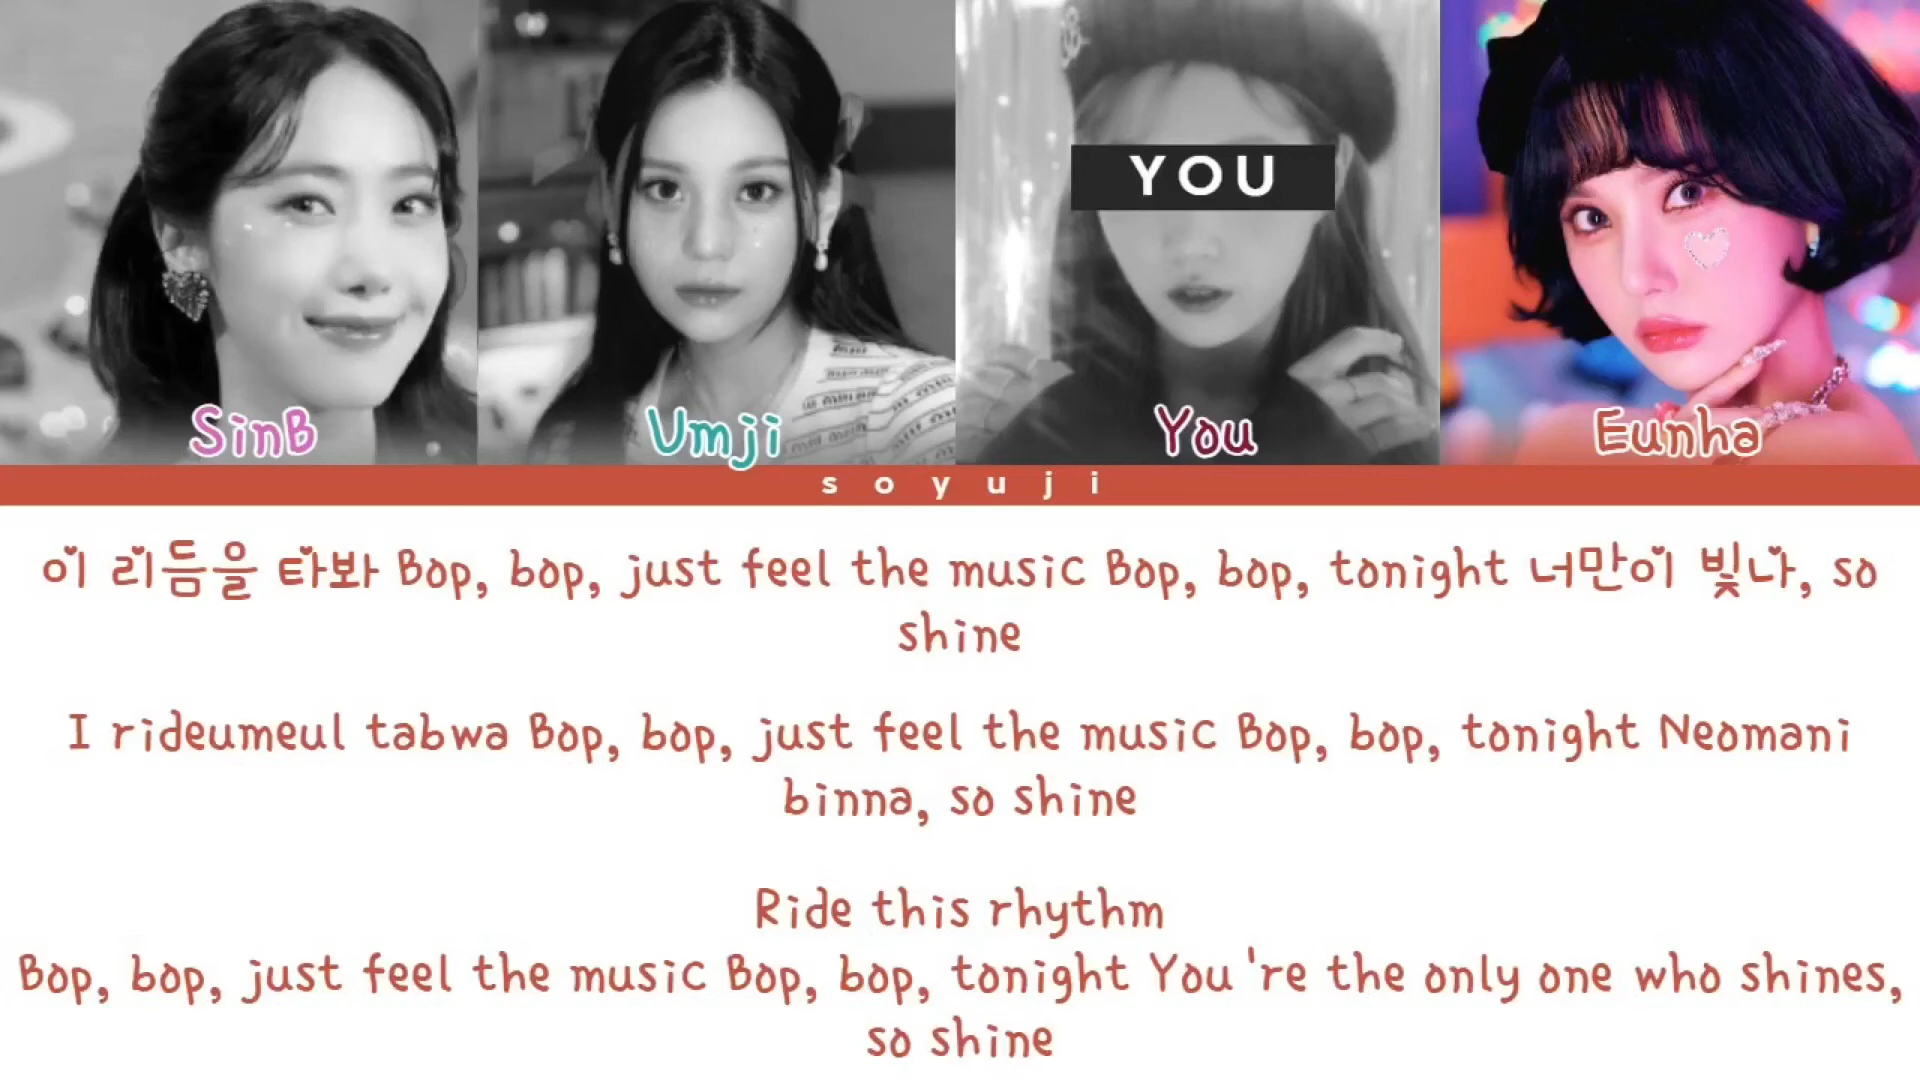 YOU
SinB
Umji
You
Eunha
soyuji
이 리듬을 타봐 Bop, bop, just feel the music Bop, bop, tonight 너만이 빛나, so
shine
I rideumeul tabwa Bop, bop, just feel the music Bop, bop, tonight Neomani
binna, so shine
Ride this rhythm
Bop, bop, just feel the music Bop, bop, tonight You're the only one who shines,
so shine